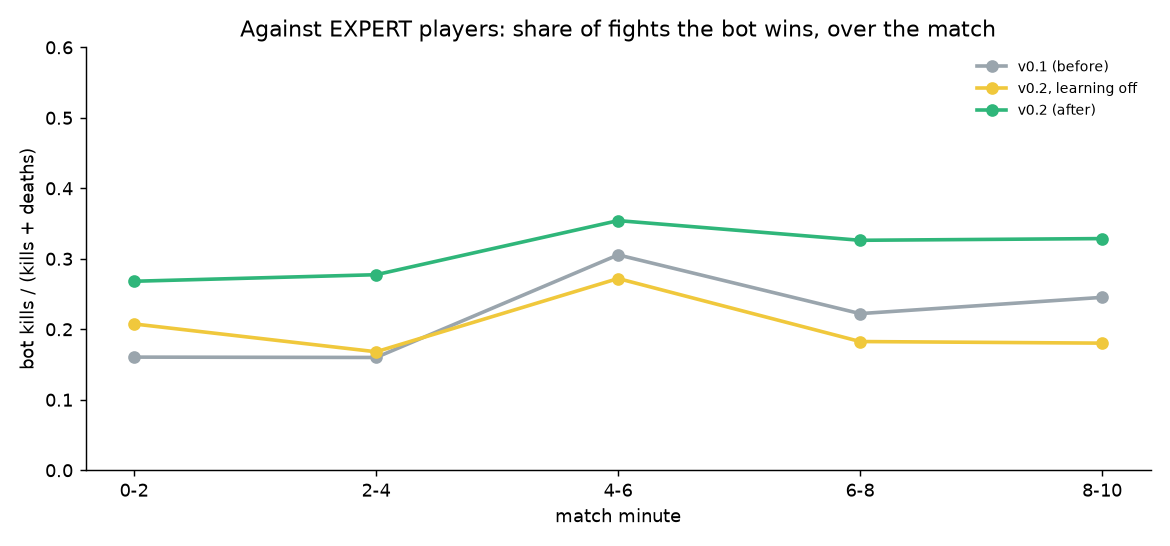 Against EXPERT players: share of fights the bot wins, over the match
v0.1 (before)
v0.2, learning off
v0.2 (after)
bot kills / (kills + deaths)
0.6
0.5
0.4
0.3
0.2
0.1
0.0
0-2 2-4 4-6 6-8 8-10
match minute